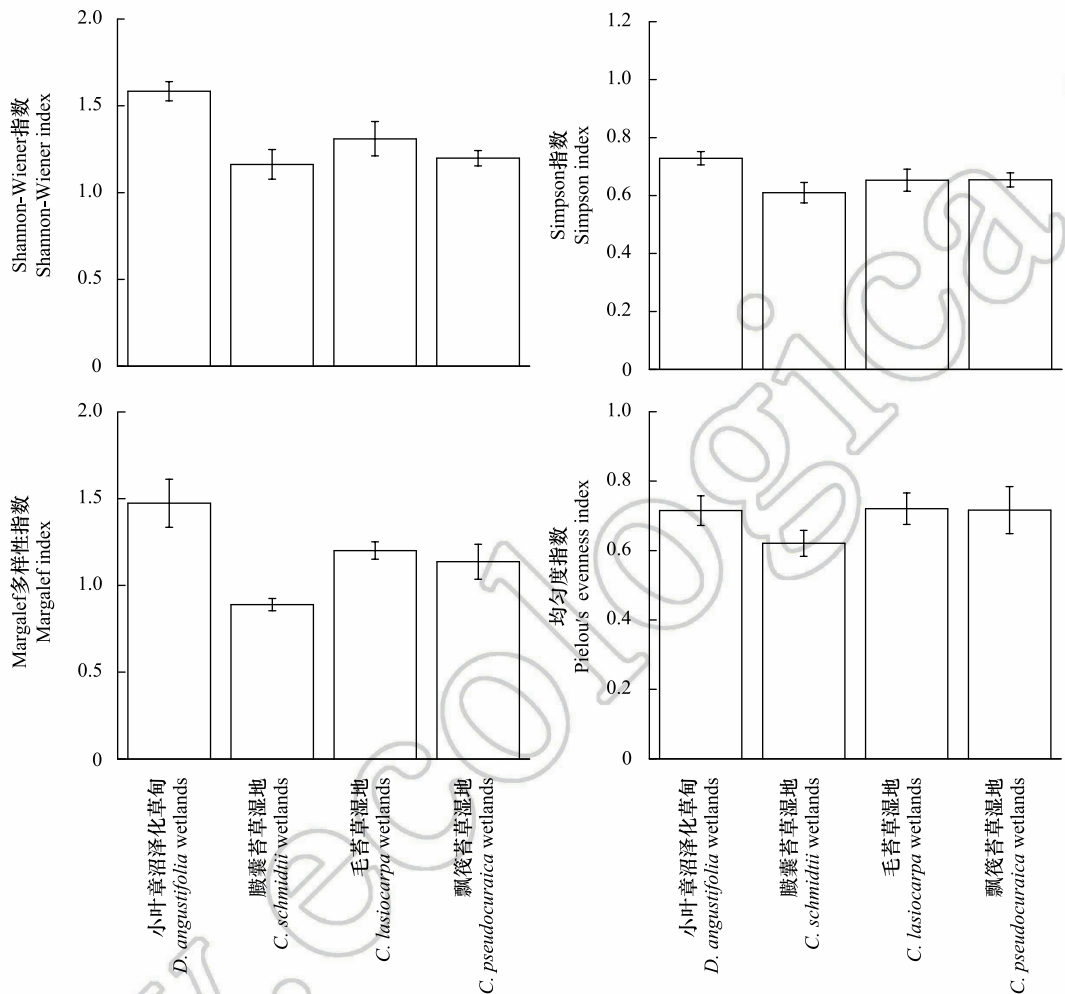 2.0
1.5
1.0
0.5
0
Shannon-Wiener指数
Shannon-Wiener index
1.2
1.0
0.8
0.6
0.4
0.2
0
Simpson指数
Simpson index
2.0
1.5
1.0
0.5
0
Margalef多样性指数
Margalef index
1.0
0.8
0.6
0.4
0.2
0
均匀度指数
Pielou's evenness index
小叶章沼泽化草甸
D. angustifolia wetlands
臌囊苔草湿地
C. schmidtii wetlands
毛苔草湿地
C. lasiocarpa wetlands
瓢筏苔草湿地
C. pseudocuraica wetlands
小叶章沼泽化草甸
D. angustifolia wetlands
臌囊苔草湿地
C. schmidtii wetlands
毛苔草湿地
C. lasiocarpa wetlands
瓢筏苔草湿地
C. pseudocuraica wetlands
.ecologica